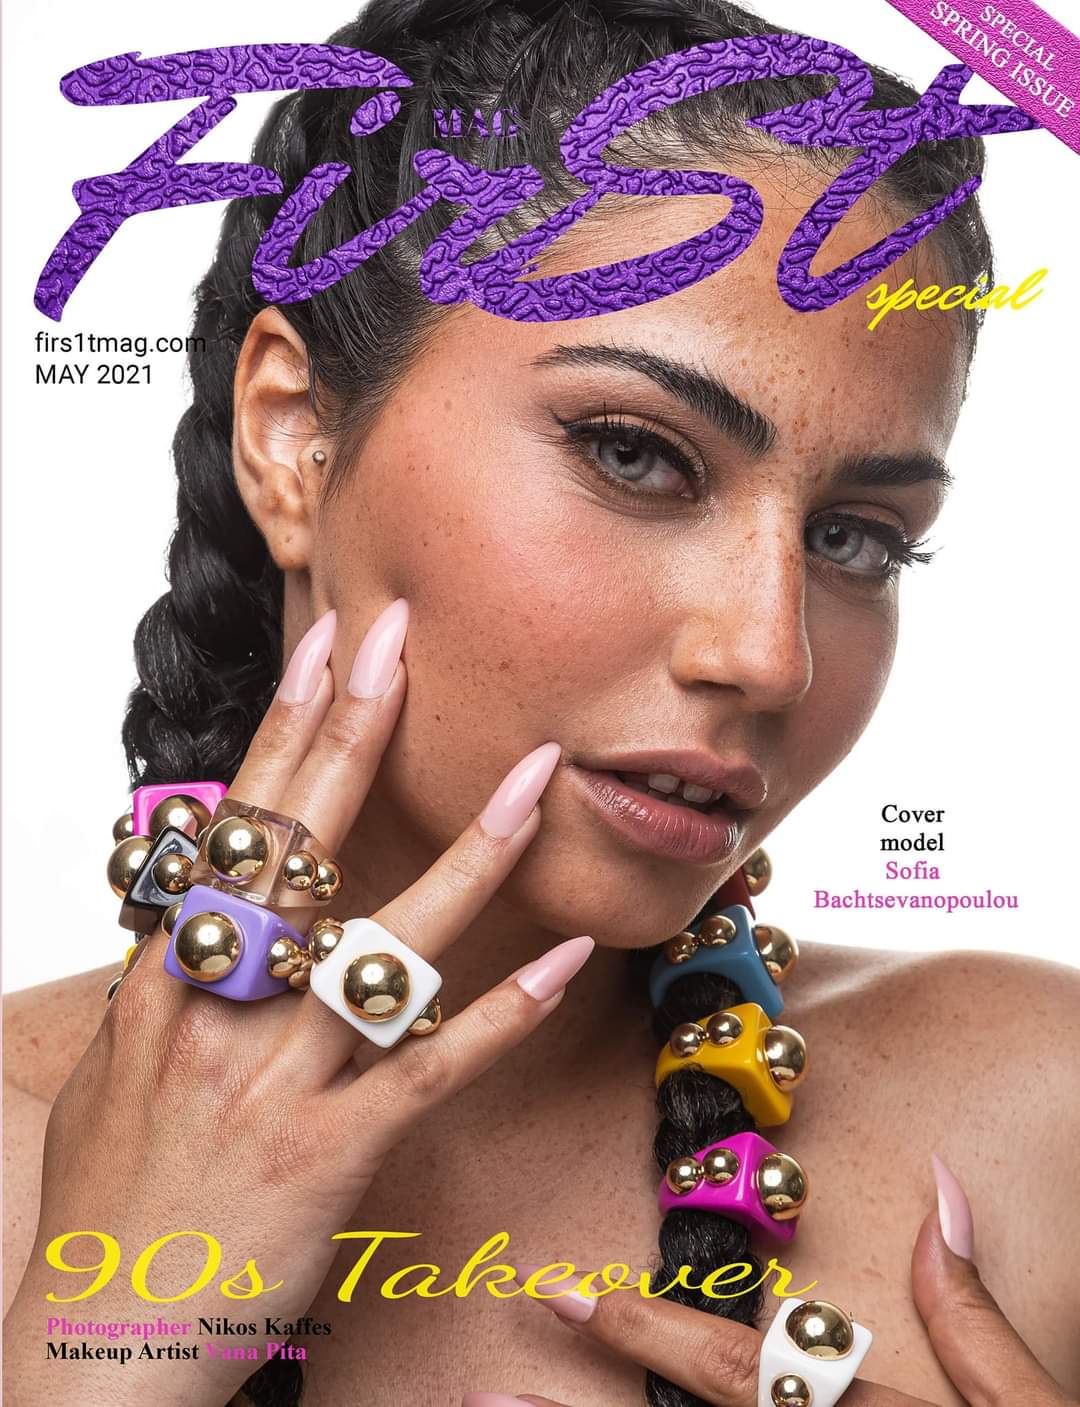 SPECIAL
SPRING ISSUE
FirSt
MAG
special
firs1tmag.com
MAY 2021
Cover
model
Sofia
Bachtsevanopoulou
90s Takeover
Photographer Nikos Kaffes
Makeup Artist Yana Pita